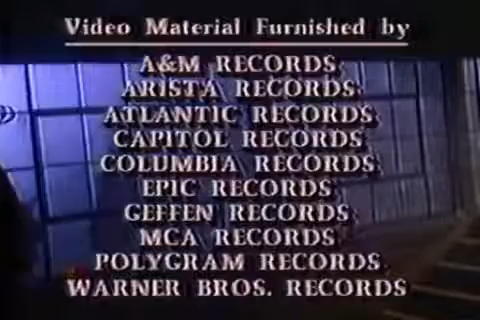 Video Material Furnished by
A&M RECORDS
ARISTA RECORDS
ATLANTIC RECORDS
CAPITOL RECORDS
COLUMBIA RECORDS
EPIC RECORDS
GEFFEN RECORDS
MCA RECORDS
POLYGRAM RECORDS
WARNER BROS. RECORDS